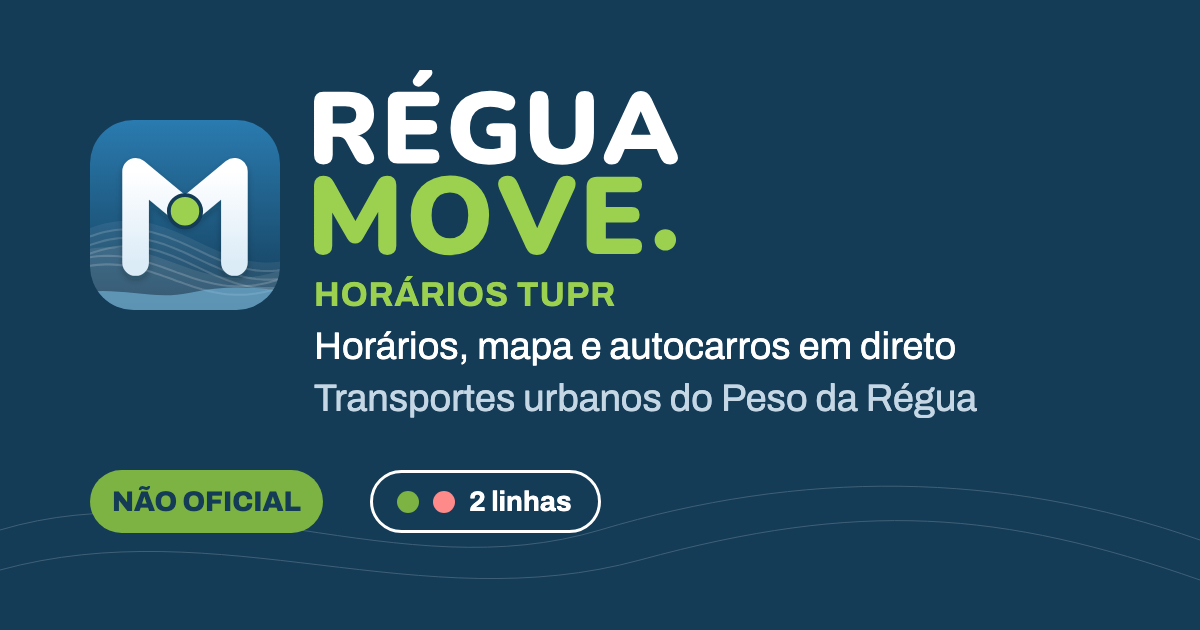 M
RÉGUA
MOVE.
HORÁRIOS TUPR
Horários, mapa e autocarros em direto
Transportes urbanos do Peso da Régua
NÃO OFICIAL
2 linhas